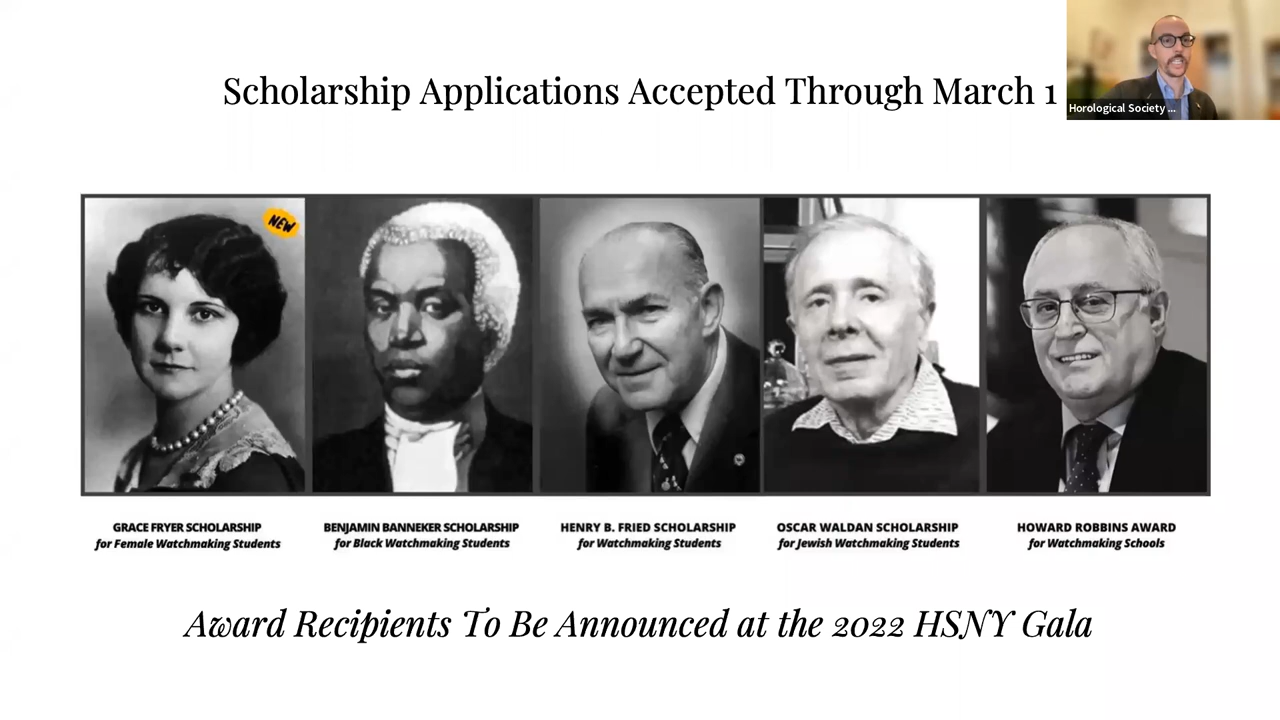 Scholarship Applications Accepted Through March 1
Horological Society ...
NEW
GRACE FRYER SCHOLARSHIP
for Female Watchmaking Students
BENJAMIN BANNEKER SCHOLARSHIP
for Black Watchmaking Students
HENRY B. FRIED SCHOLARSHIP
for Watchmaking Students
OSCAR WALDAN SCHOLARSHIP
for Jewish Watchmaking Students
HOWARD ROBBINS AWARD
for Watchmaking Schools
Award Recipients To Be Announced at the 2022 HSNY Gala